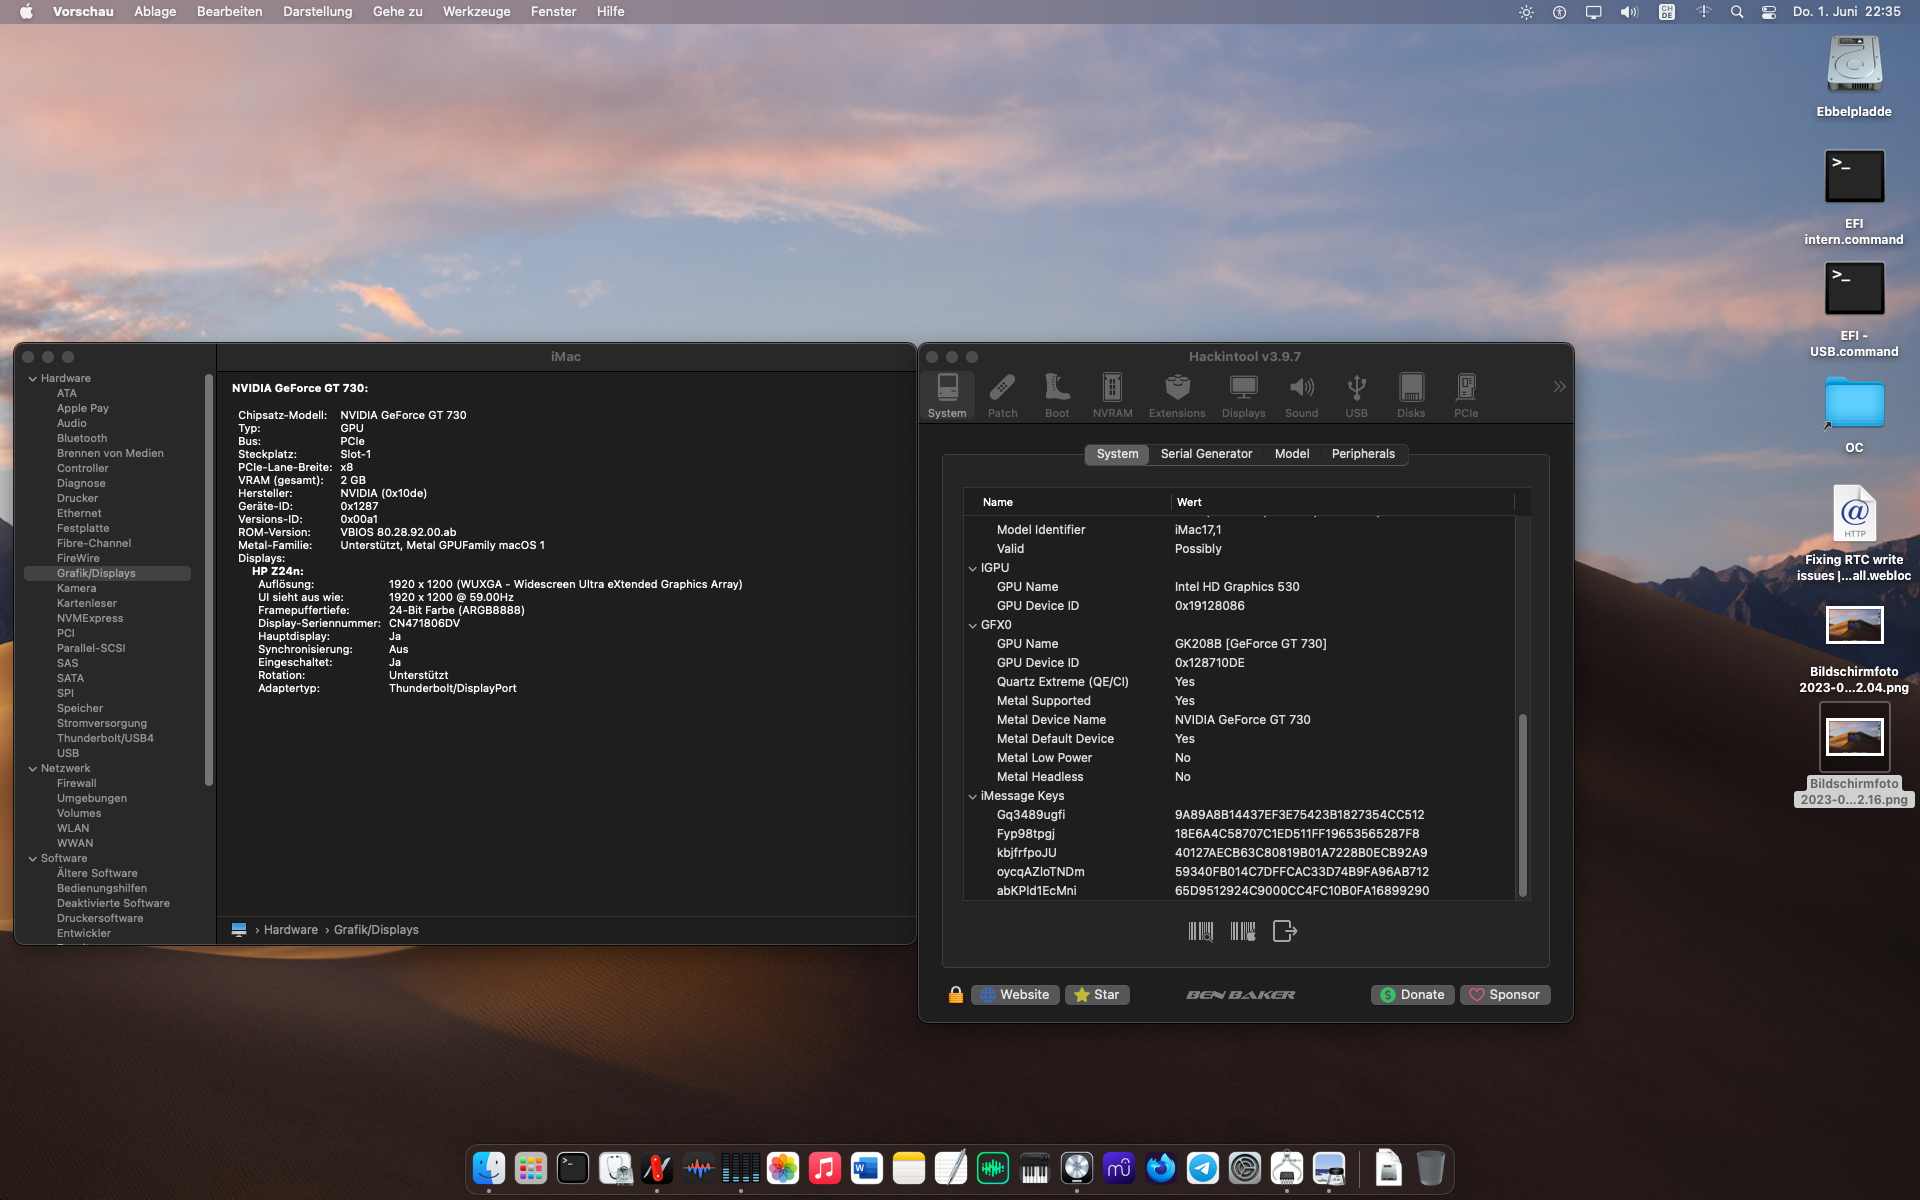 Vorschau Ablage Bearbeiten Darstellung Gehe zu Werkzeuge Fenster Hilfe
CH DE
Do. 1. Juni 22:35
Ebbelpladde
EFI
intern.command
EFI -
USB.command
OC
HTTP
Fixing RTC write
issues |...all.webloc
Bildschirmfoto
2023-0...2.04.png
Bildschirmfoto
2023-0...2.16.png
iMac
Hardware
ATA
Apple Pay
Audio
Bluetooth
Brennen von Medien
Controller
Diagnose
Drucker
Ethernet
Festplatte
Fibre-Channel
FireWire
Grafik/Displays
Kamera
Kartenleser
NVMExpress
PCI
Parallel-SCSI
SAS
SATA
SPI
Speicher
Stromversorgung
Thunderbolt/USB4
USB
Netzwerk
Firewall
Umgebungen
Volumes
WLAN
WWAN
Software
Ältere Software
Bedienungshilfen
Deaktivierte Software
Druckersoftware
Entwickler
NVIDIA GeForce GT 730:
Chipsatz-Modell: NVIDIA GeForce GT 730
Typ: GPU
Bus: PCIe
Steckplatz: Slot-1
PCIe-Lane-Breite: x8
VRAM (gesamt): 2 GB
Hersteller: NVIDIA (0x10de)
Geräte-ID: 0x1287
Versions-ID: 0x00a1
ROM-Version: VBIOS 80.28.92.00.ab
Metal-Familie: Unterstützt, Metal GPUFamily macOS 1
Displays:
HP Z24n:
Auflösung: 1920 x 1200 (WUXGA - Widescreen Ultra eXtended Graphics Array)
UI sieht aus wie: 1920 x 1200 @ 59.00Hz
Framepuffertiefe: 24-Bit Farbe (ARGB8888)
Display-Seriennummer: CN471806DV
Hauptdisplay: Ja
Synchronisierung: Aus
Eingeschaltet: Ja
Rotation: Unterstützt
Adaptertyp: Thunderbolt/DisplayPort
Hardware › Grafik/Displays
Hackintool v3.9.7
System Patch Boot NVRAM Extensions Displays Sound USB Disks PCIe
System Serial Generator Model Peripherals
Name Wert
Model Identifier iMac17,1
Valid Possibly
IGPU
GPU Name Intel HD Graphics 530
GPU Device ID 0x19128086
GFX0
GPU Name GK208B [GeForce GT 730]
GPU Device ID 0x128710DE
Quartz Extreme (QE/CI) Yes
Metal Supported Yes
Metal Device Name NVIDIA GeForce GT 730
Metal Default Device Yes
Metal Low Power No
Metal Headless No
iMessage Keys
Gq3489ugfi 9A89A8B14437EF3E75423B1827354CC512
Fyp98tpgj 18E6A4C58707C1ED511FF19653565287F8
kbjfrfpoJU 40127AECB63C80819B01A7228B0ECB92A9
oycqAZloTNDm 59340FB014C7DFFCAC33D74B9FA96AB712
abKPld1EcMni 65D9512924C9000CC4FC10B0FA16899290
Website Star BEN BAKER Donate Sponsor